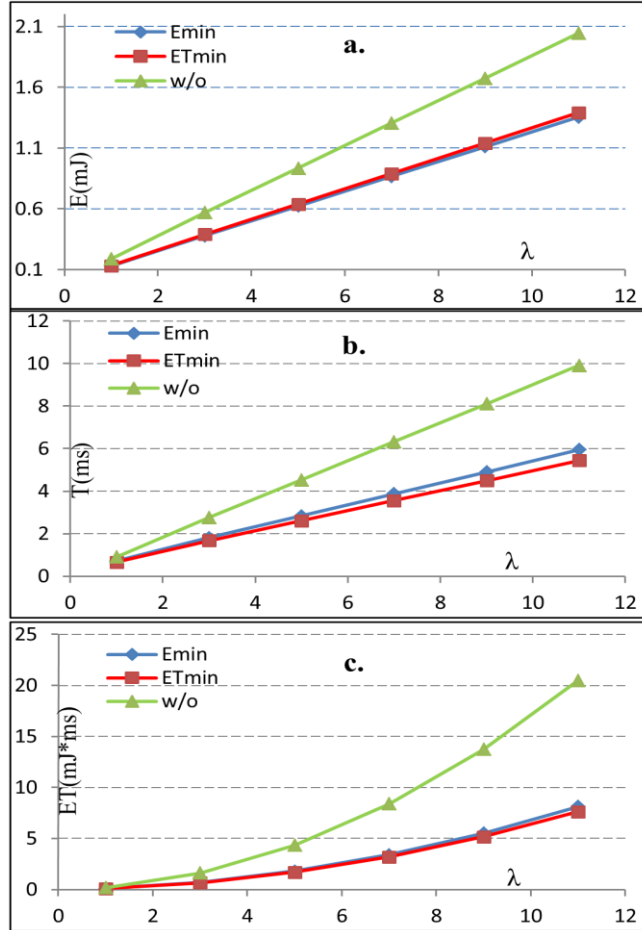 2.1
1.6
1.1
0.6
0.1
E(mJ)
Emin
ETmin
w/o
a.
λ
0 2 4 6 8 10 12
12
10
8
6
4
2
0
T(ms)
Emin
ETmin
w/o
b.
λ
0 2 4 6 8 10 12
25
20
15
10
5
0
ET(mJ*ms)
Emin
ETmin
w/o
c.
λ
0 2 4 6 8 10 12